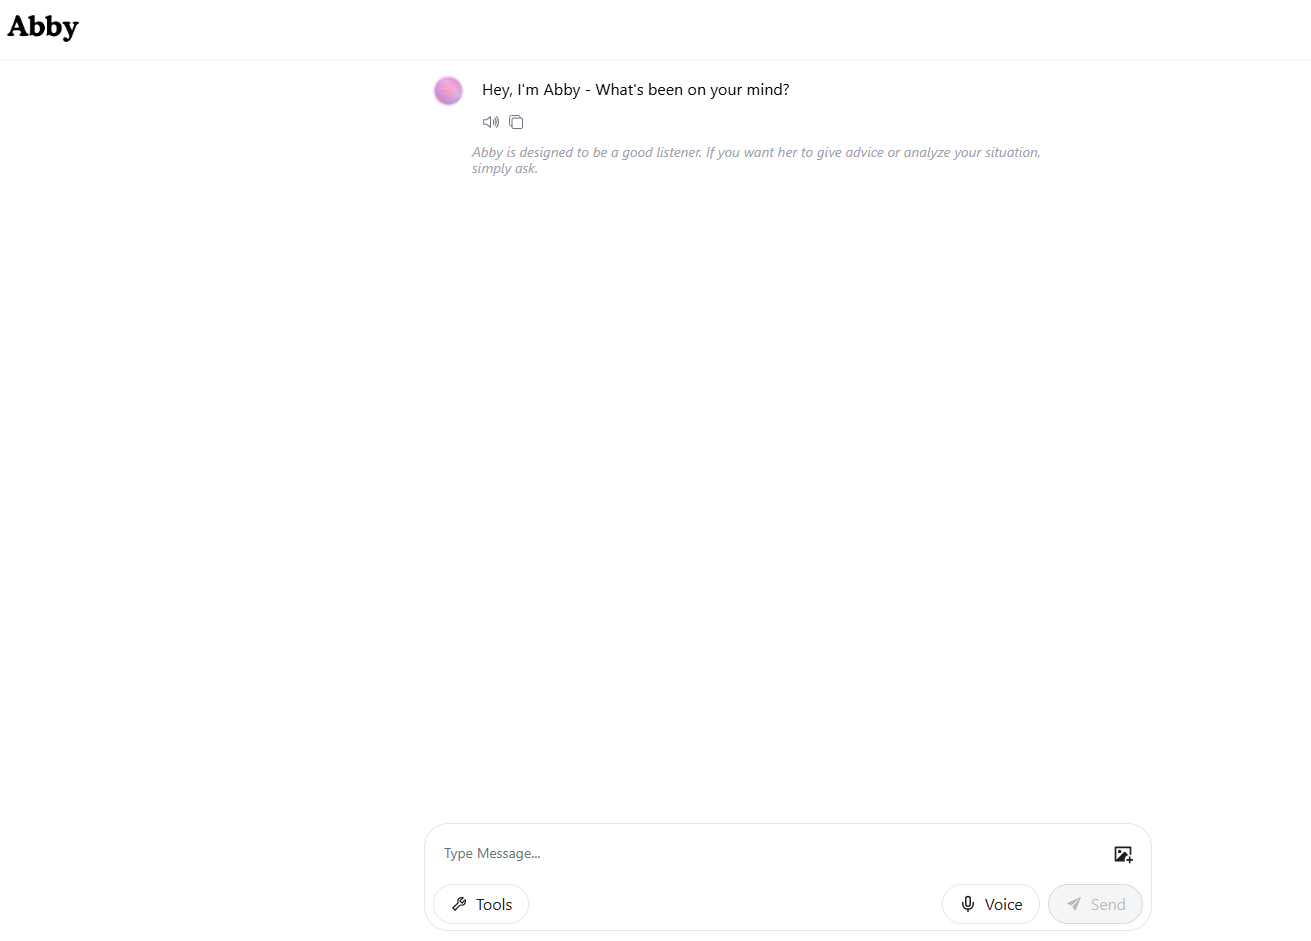 Abby
Hey, I'm Abby - What's been on your mind?
Abby is designed to be a good listener. If you want her to give advice or analyze your situation,
simply ask.
Type Message...
Tools
Voice
Send